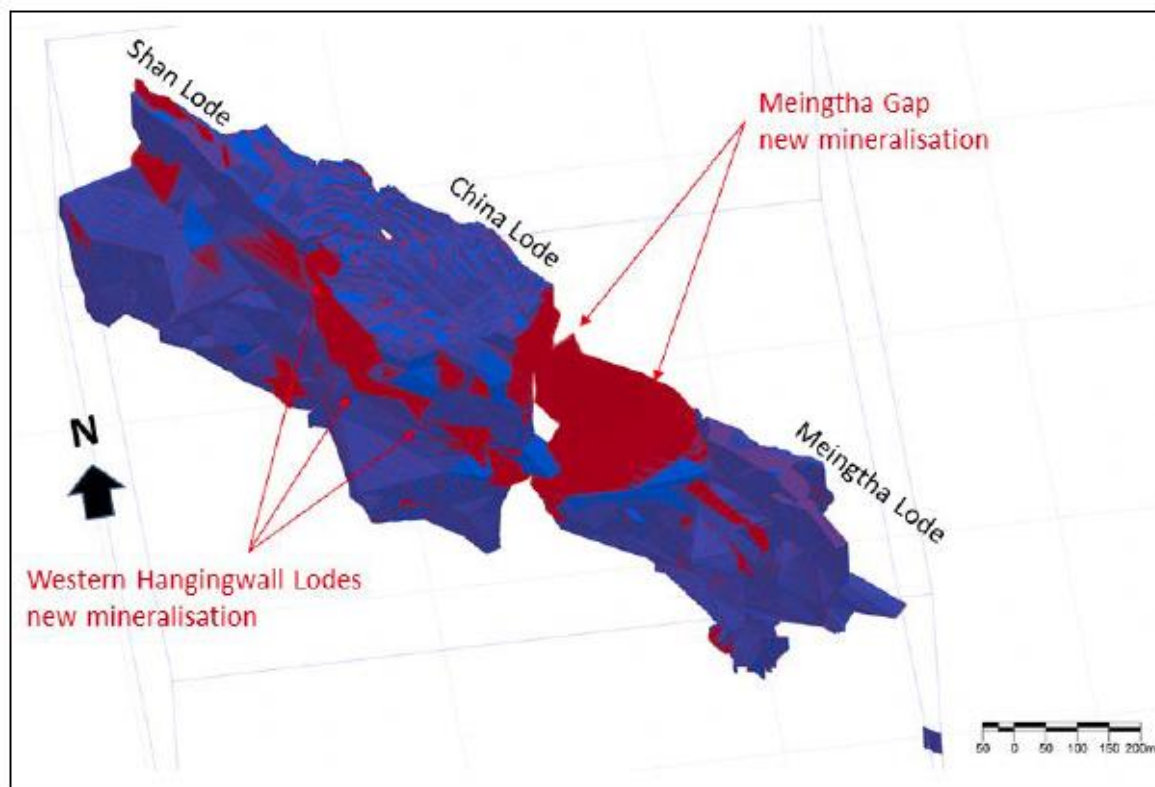 Shan Lode
China Lode
Meingtha Gap
new mineralisation
Meingtha Lode
N
Western Hangingwall Lodes
new mineralisation
50 0 50 100 150 200m